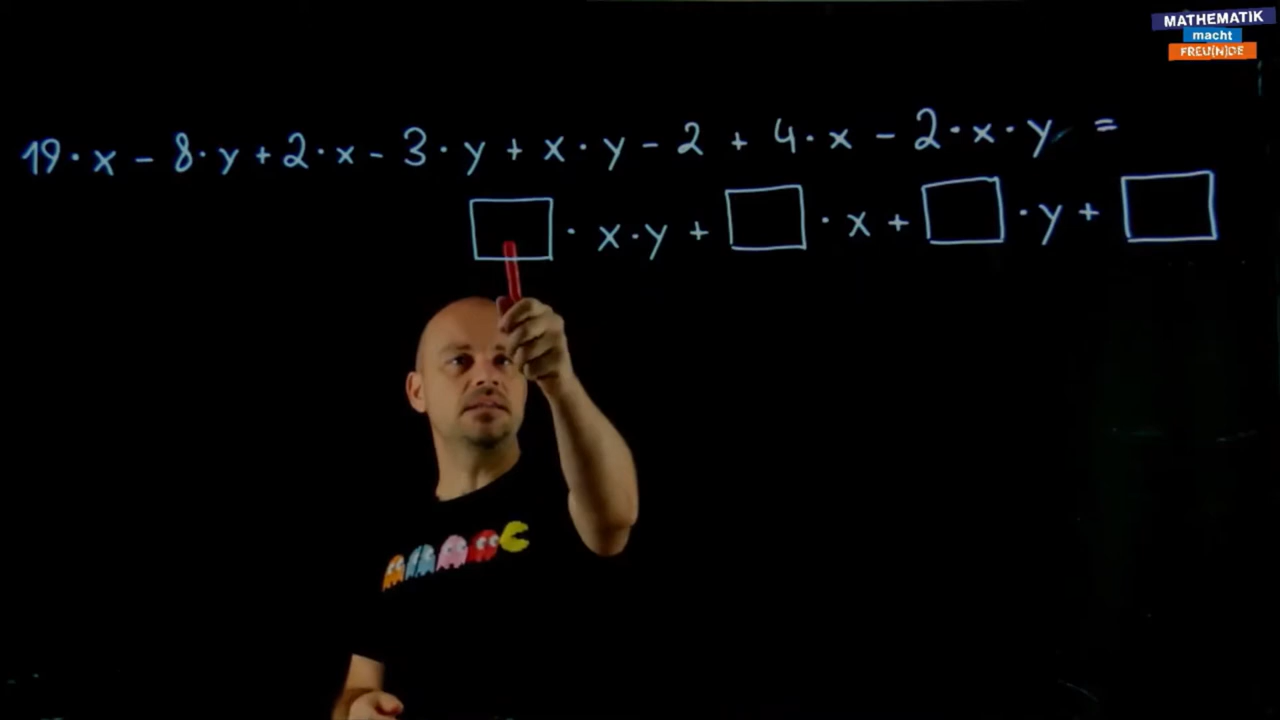 MATHEMATIK
macht
FREU(N)DE
19·x - 8·y + 2·x - 3·y + x·y - 2 + 4·x - 2·x·y =
□ · x·y + □ · x + □ · y + □